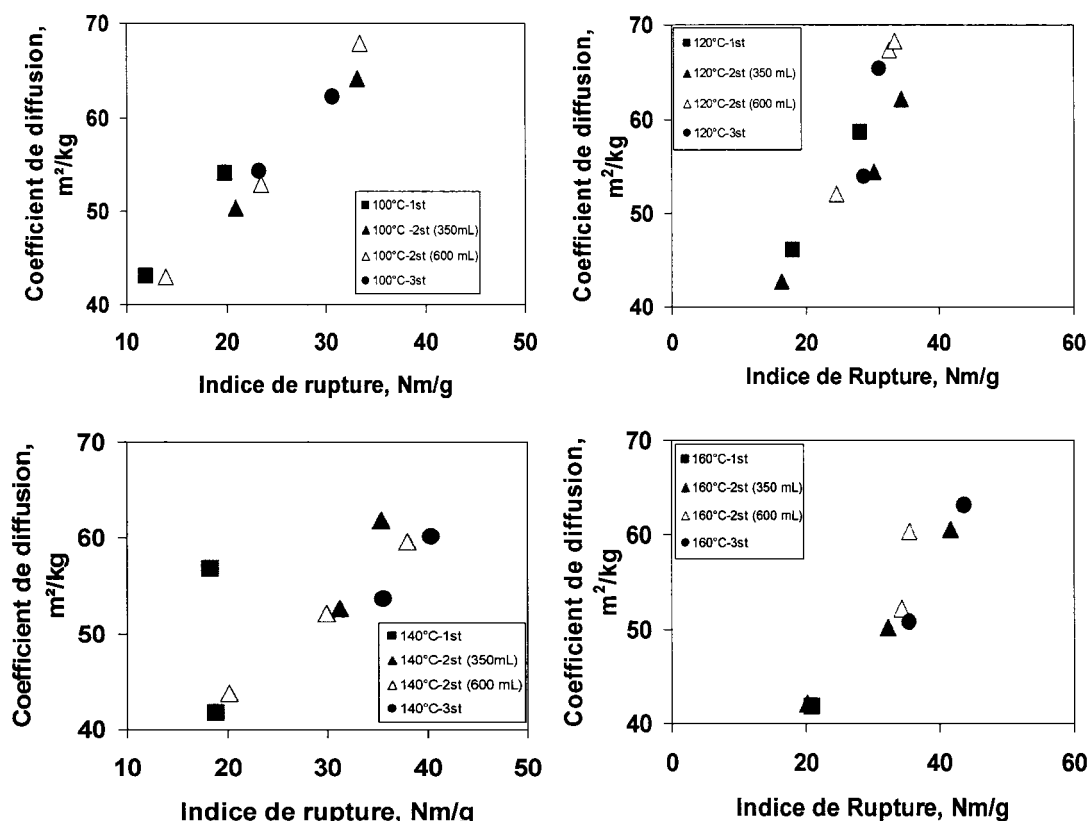 Coefficient de diffusion,
m²/kg
70
60
50
40
10
20
30
40
50
Indice de rupture, Nm/g
100°C-1st
100°C -2st (350mL)
100°C-2st (600 mL)
100°C-3st
Coefficient de diffusion,
m²/kg
70
60
50
40
0
20
40
60
Indice de Rupture, Nm/g
120°C-1st
120°C-2st (350 mL)
120°C-2st (600 mL)
120°C-3st
Coefficient de diffusion,
m²/kg
70
60
50
40
10
20
30
40
50
Indice de rupture, Nm/g
140°C-1st
140°C-2st (350mL)
140°C-2st (600 mL)
140°C-3st
Coefficient de diffusion,
m²/kg
70
60
50
40
0
20
40
60
Indice de Rupture, Nm/g
160°C-1st
160°C-2st (350 mL)
160°C-2st (600 mL)
160°C-3st